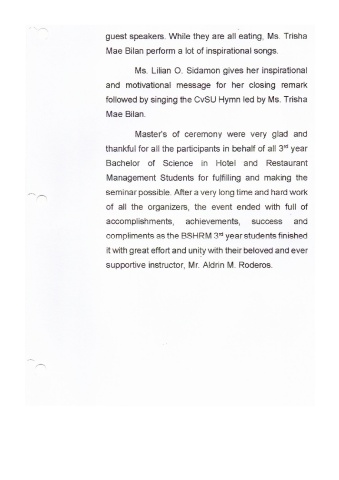 guest speakers. While they are all eating, Ms. Trisha
Mae Bilan perform a lot of inspirational songs.
Ms. Lilian O. Sidamon gives her inspirational
and motivational message for her closing remark
followed by singing the CvSU Hymn led by Ms. Trisha
Mae Bilan.
Master's of ceremony were very glad and
thankful for all the participants in behalf of all 3rd year
Bachelor of Science in Hotel and Restaurant
Management Students for fulfilling and making the
seminar possible. After a very long time and hard work
of all the organizers, the event ended with full of
accomplishments, achievements, success and
compliments as the BSHRM 3rd year students finished
it with great effort and unity with their beloved and ever
supportive instructor, Mr. Aldrin M. Roderos.